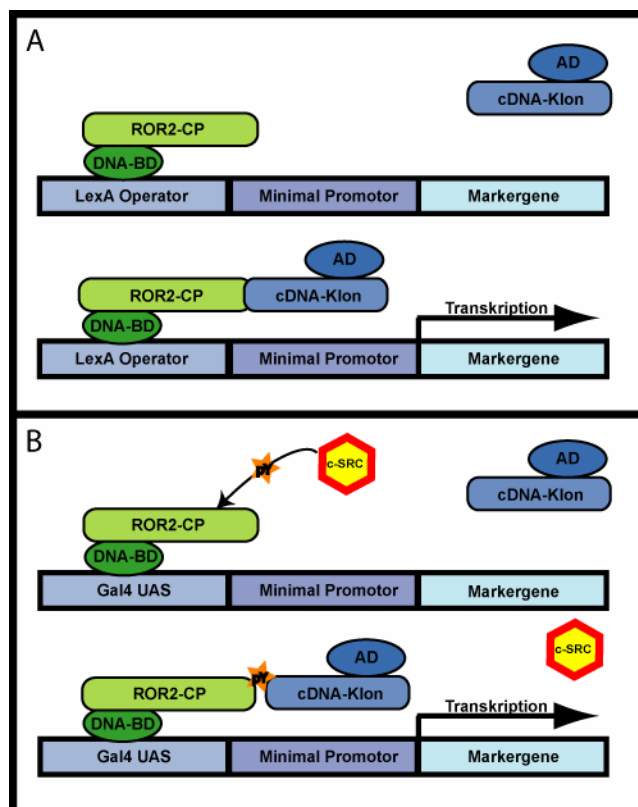 A
AD
cDNA-Klon
ROR2-CP
DNA-BD
LexA Operator Minimal Promotor Markergene
AD
ROR2-CP cDNA-Klon
Transkription
DNA-BD
LexA Operator Minimal Promotor Markergene
B
pY c-SRC
AD
cDNA-Klon
ROR2-CP
DNA-BD
Gal4 UAS Minimal Promotor Markergene
c-SRC
AD
pY
ROR2-CP cDNA-Klon
Transkription
DNA-BD
Gal4 UAS Minimal Promotor Markergene